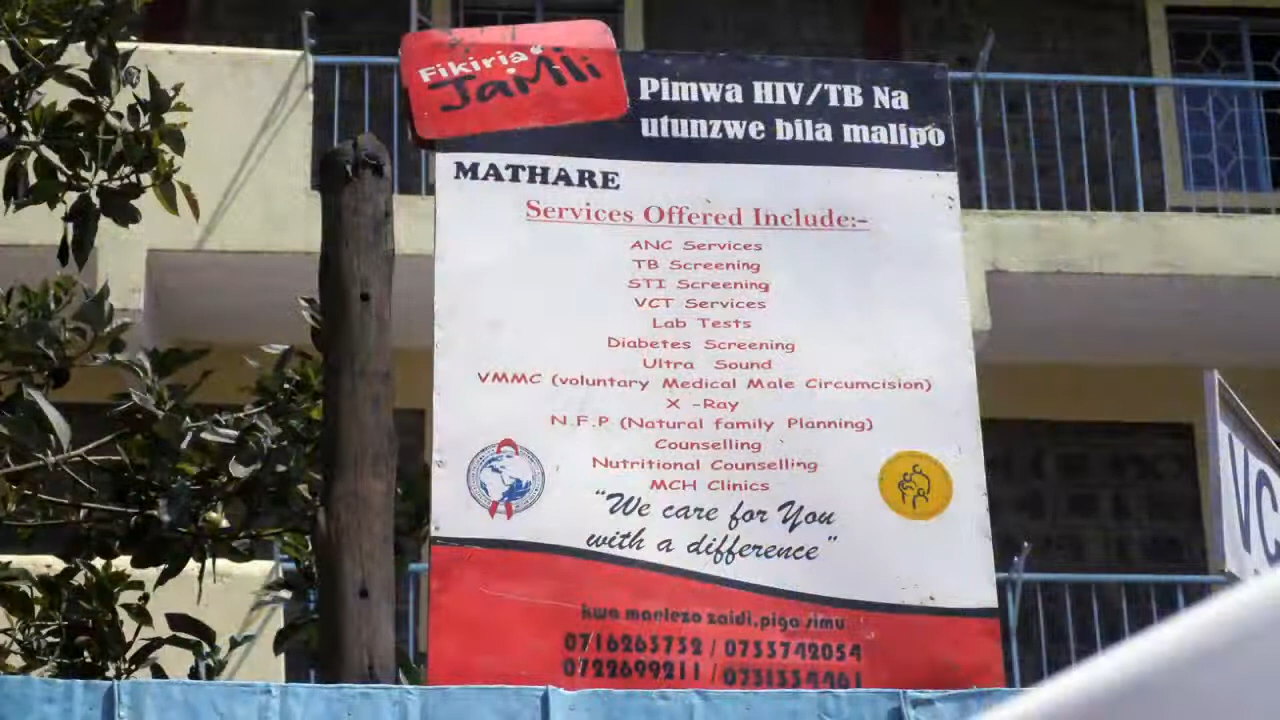 Fikiria
JaMii
Pimwa HIV/TB Na
utunzwe bila malipo
MATHARE
Services Offered Include:-
ANC Services
TB Screening
STI Screening
VCT Services
Lab Tests
Diabetes Screening
Ultra Sound
VMMC (voluntary Medical Male Circumcision)
X -Ray
N.F.P (Natural family Planning)
Counselling
Nutritional Counselling
MCH Clinics
"We care for You
with a difference"
kwa maelezo zaidi,piga simu
0716263732 / 0733742054
0722699211 /
VC